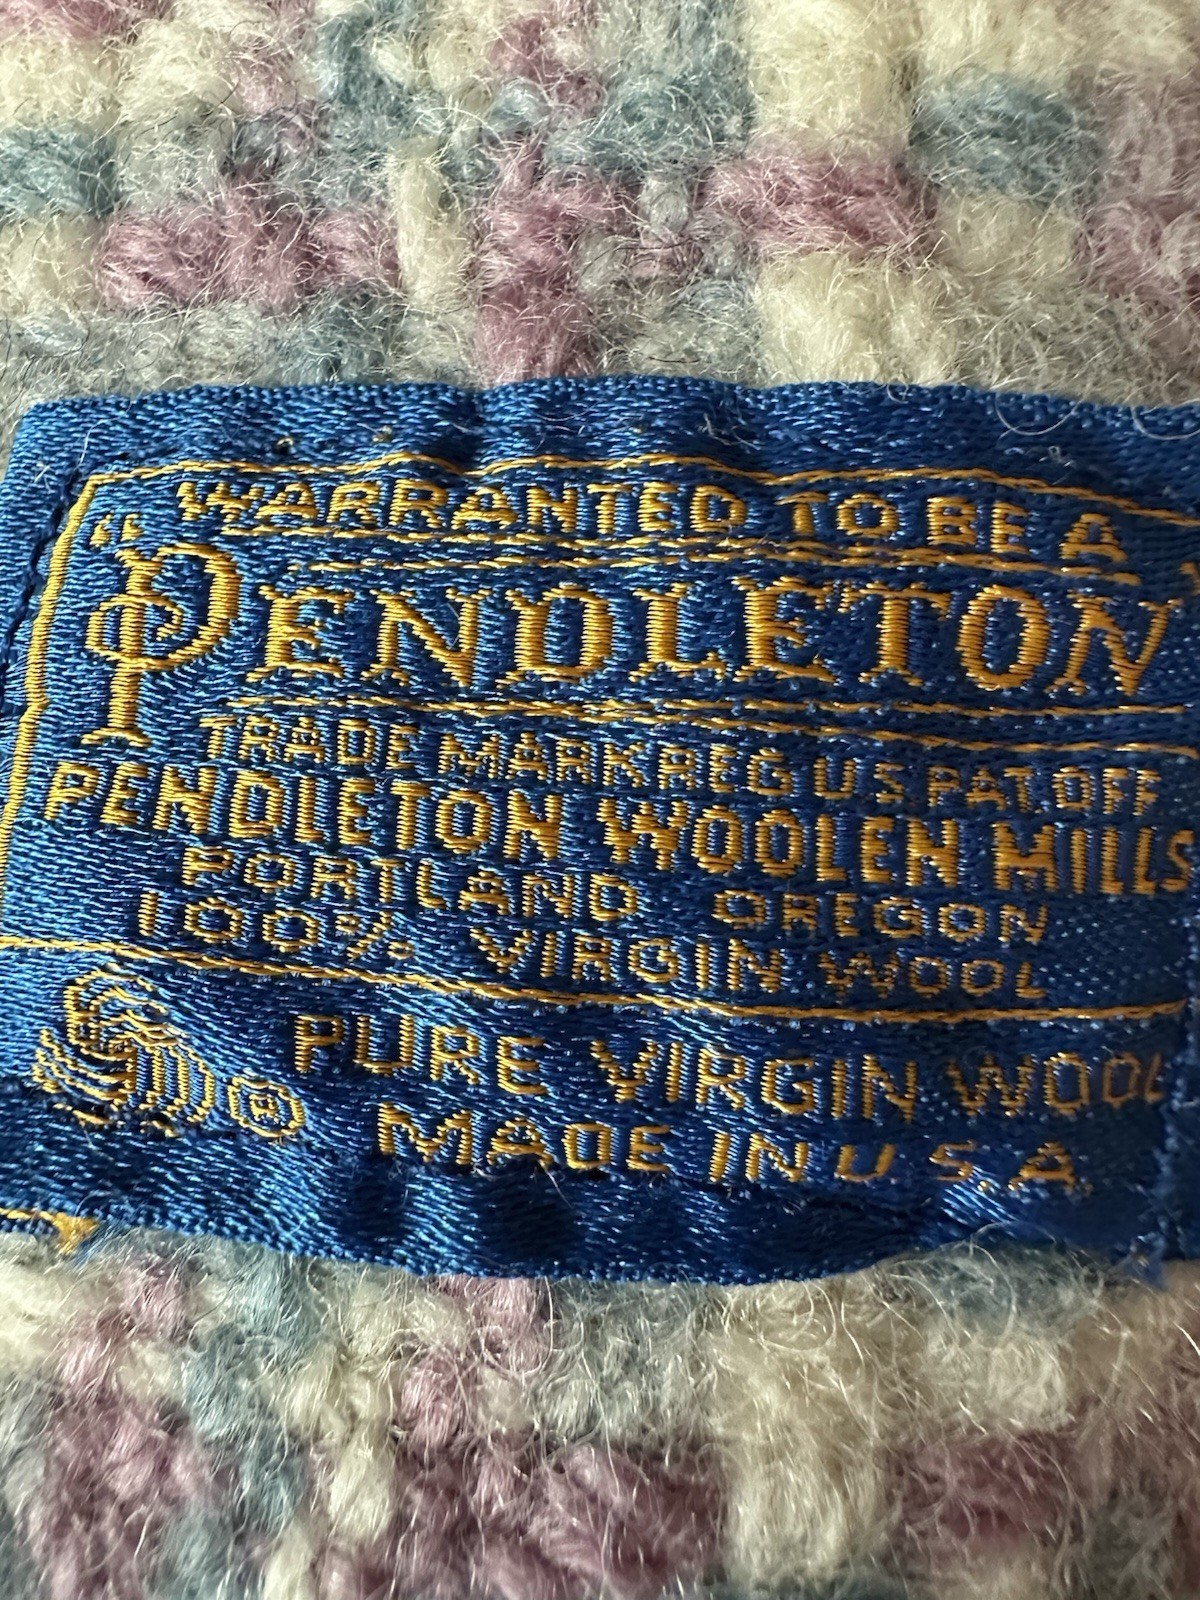 WARRANTED TO BE A
"PENDLETON"
TRADE MARK REG U S PAT OFF
PENDLETON WOOLEN MILLS
PORTLAND OREGON
100% VIRGIN WOOL
PURE VIRGIN WOOL
® MADE IN U S.A.